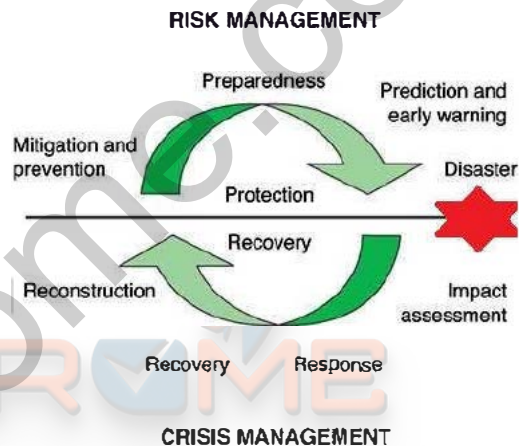 RISK MANAGEMENT
Preparedness
Prediction and
early warning
Mitigation and
prevention
Disaster
Protection
Recovery
Reconstruction
Impact
assessment
Recovery
Response
CRISIS MANAGEMENT